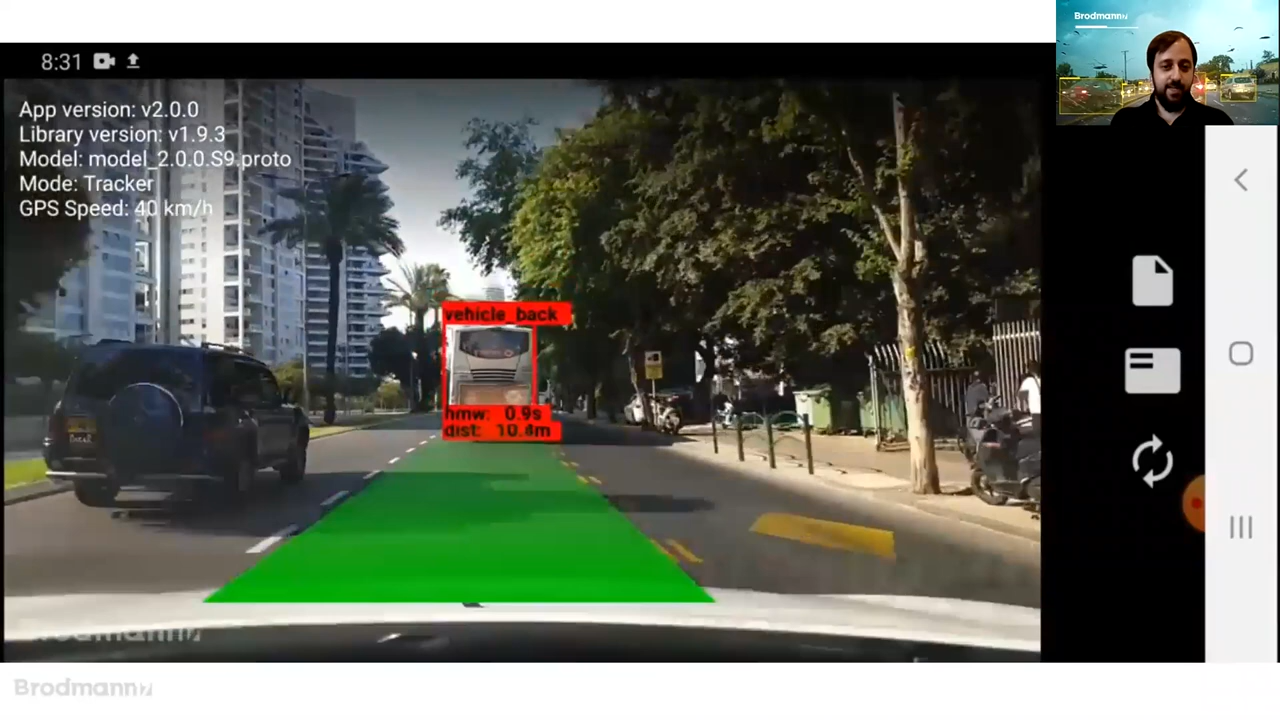 Brodmann17
8:31
App version: v2.0.0
Library version: v1.9.3
Model: model_2.0.0.S9.proto
Mode: Tracker
GPS Speed: 40 km/h
vehicle_back
hmw: 0.9s
dist: 10.4m
Brodmann17
Brodmann17